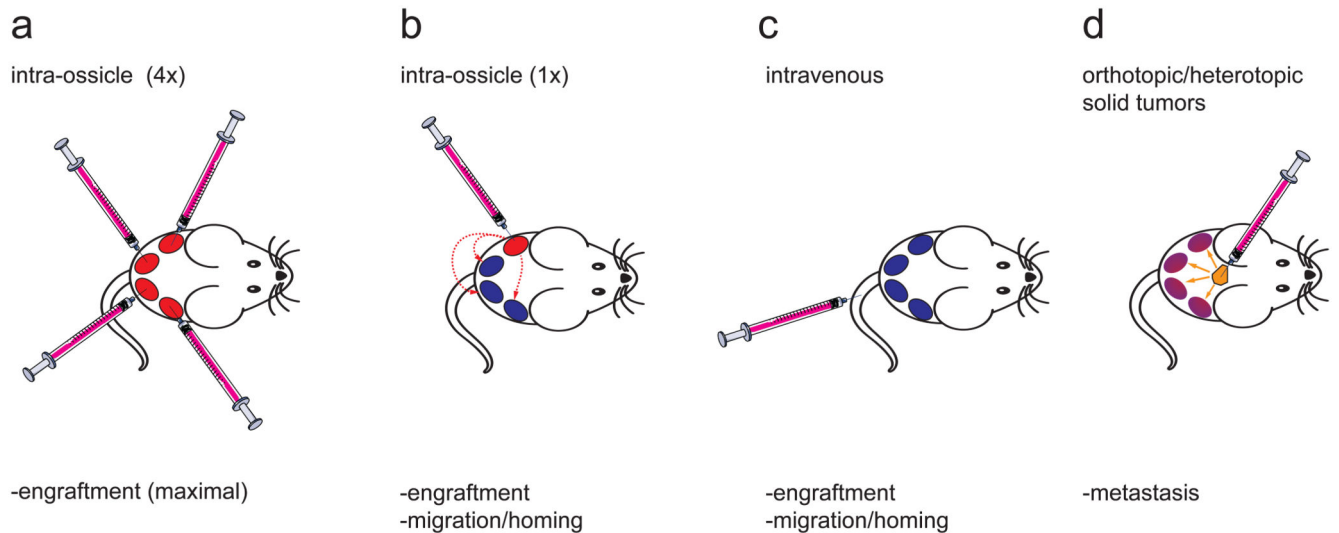 a
intra-ossicle (4x)
-engraftment (maximal)
b
intra-ossicle (1x)
-engraftment
-migration/homing
c
intravenous
-engraftment
-migration/homing
d
orthotopic/heterotopic
solid tumors
-metastasis